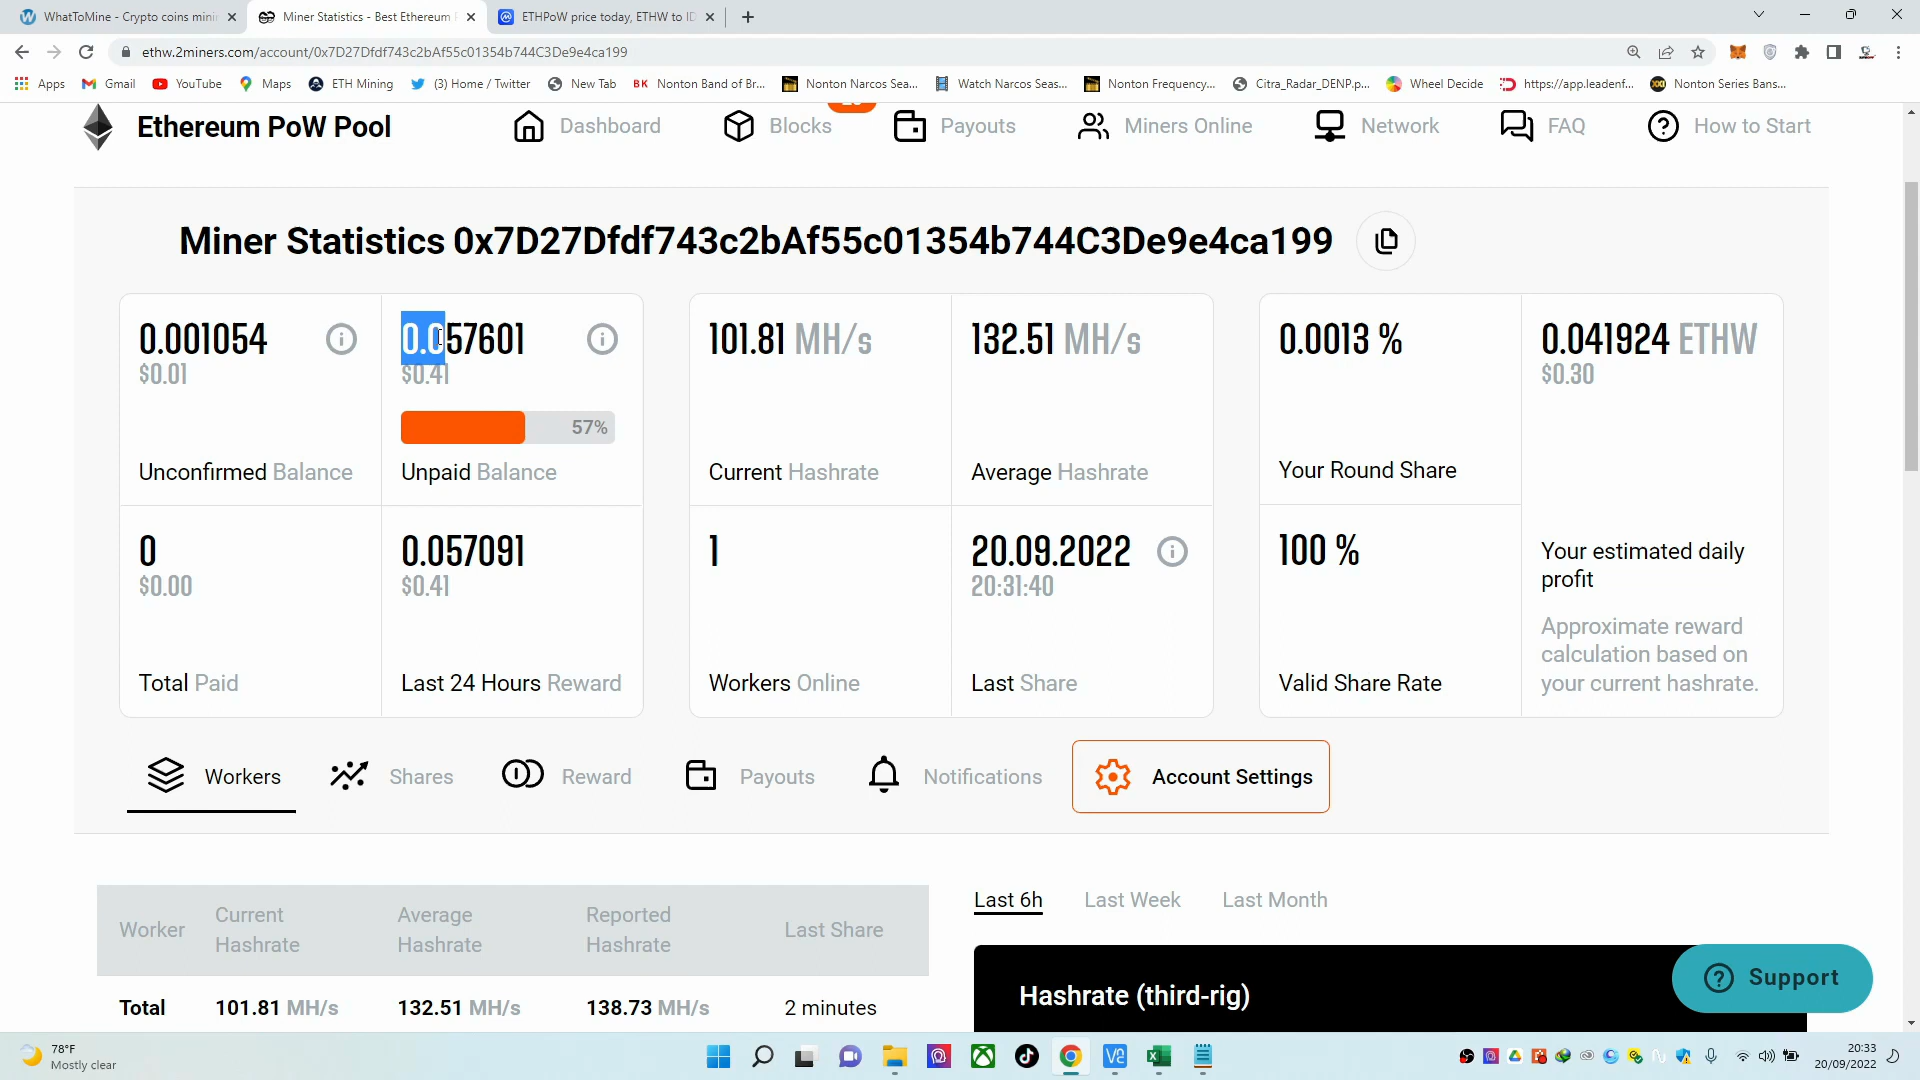 WhatToMine - Crypto coins mini
Miner Statistics - Best Ethereum P
ETHPoW price today, ETHW to ID
ethw.2miners.com/account/0x7D27Dfdf743c2bAf55c01354b744C3De9e4ca199
Apps
Gmail
YouTube
Maps
ETH Mining
(3) Home / Twitter
New Tab
BK Nonton Band of Br...
Nonton Narcos Sea...
Watch Narcos Seas...
Nonton Frequency...
Citra_Radar_DENP.p...
Wheel Decide
https://app.leadenf...
Nonton Series Bans...
Ethereum PoW Pool
Dashboard
Blocks
Payouts
Miners Online
Network
FAQ
How to Start
Miner Statistics 0x7D27Dfdf743c2bAf55c01354b744C3De9e4ca199
0.001054
$0.01
Unconfirmed Balance
0.057601
$0.41
57%
Unpaid Balance
0
$0.00
Total Paid
0.057091
$0.41
Last 24 Hours Reward
101.81 MH/s
Current Hashrate
132.51 MH/s
Average Hashrate
1
Workers Online
20.09.2022
20:31:40
Last Share
0.0013 %
Your Round Share
100 %
Valid Share Rate
0.041924 ETHW
$0.30
Your estimated daily
profit
Approximate reward
calculation based on
your current hashrate.
Workers
Shares
Reward
Payouts
Notifications
Account Settings
Worker
Current
Hashrate
Average
Hashrate
Reported
Hashrate
Last Share
Total
101.81 MH/s
132.51 MH/s
138.73 MH/s
2 minutes
Last 6h
Last Week
Last Month
Hashrate (third-rig)
Support
78°F
Mostly clear
20:33
20/09/2022